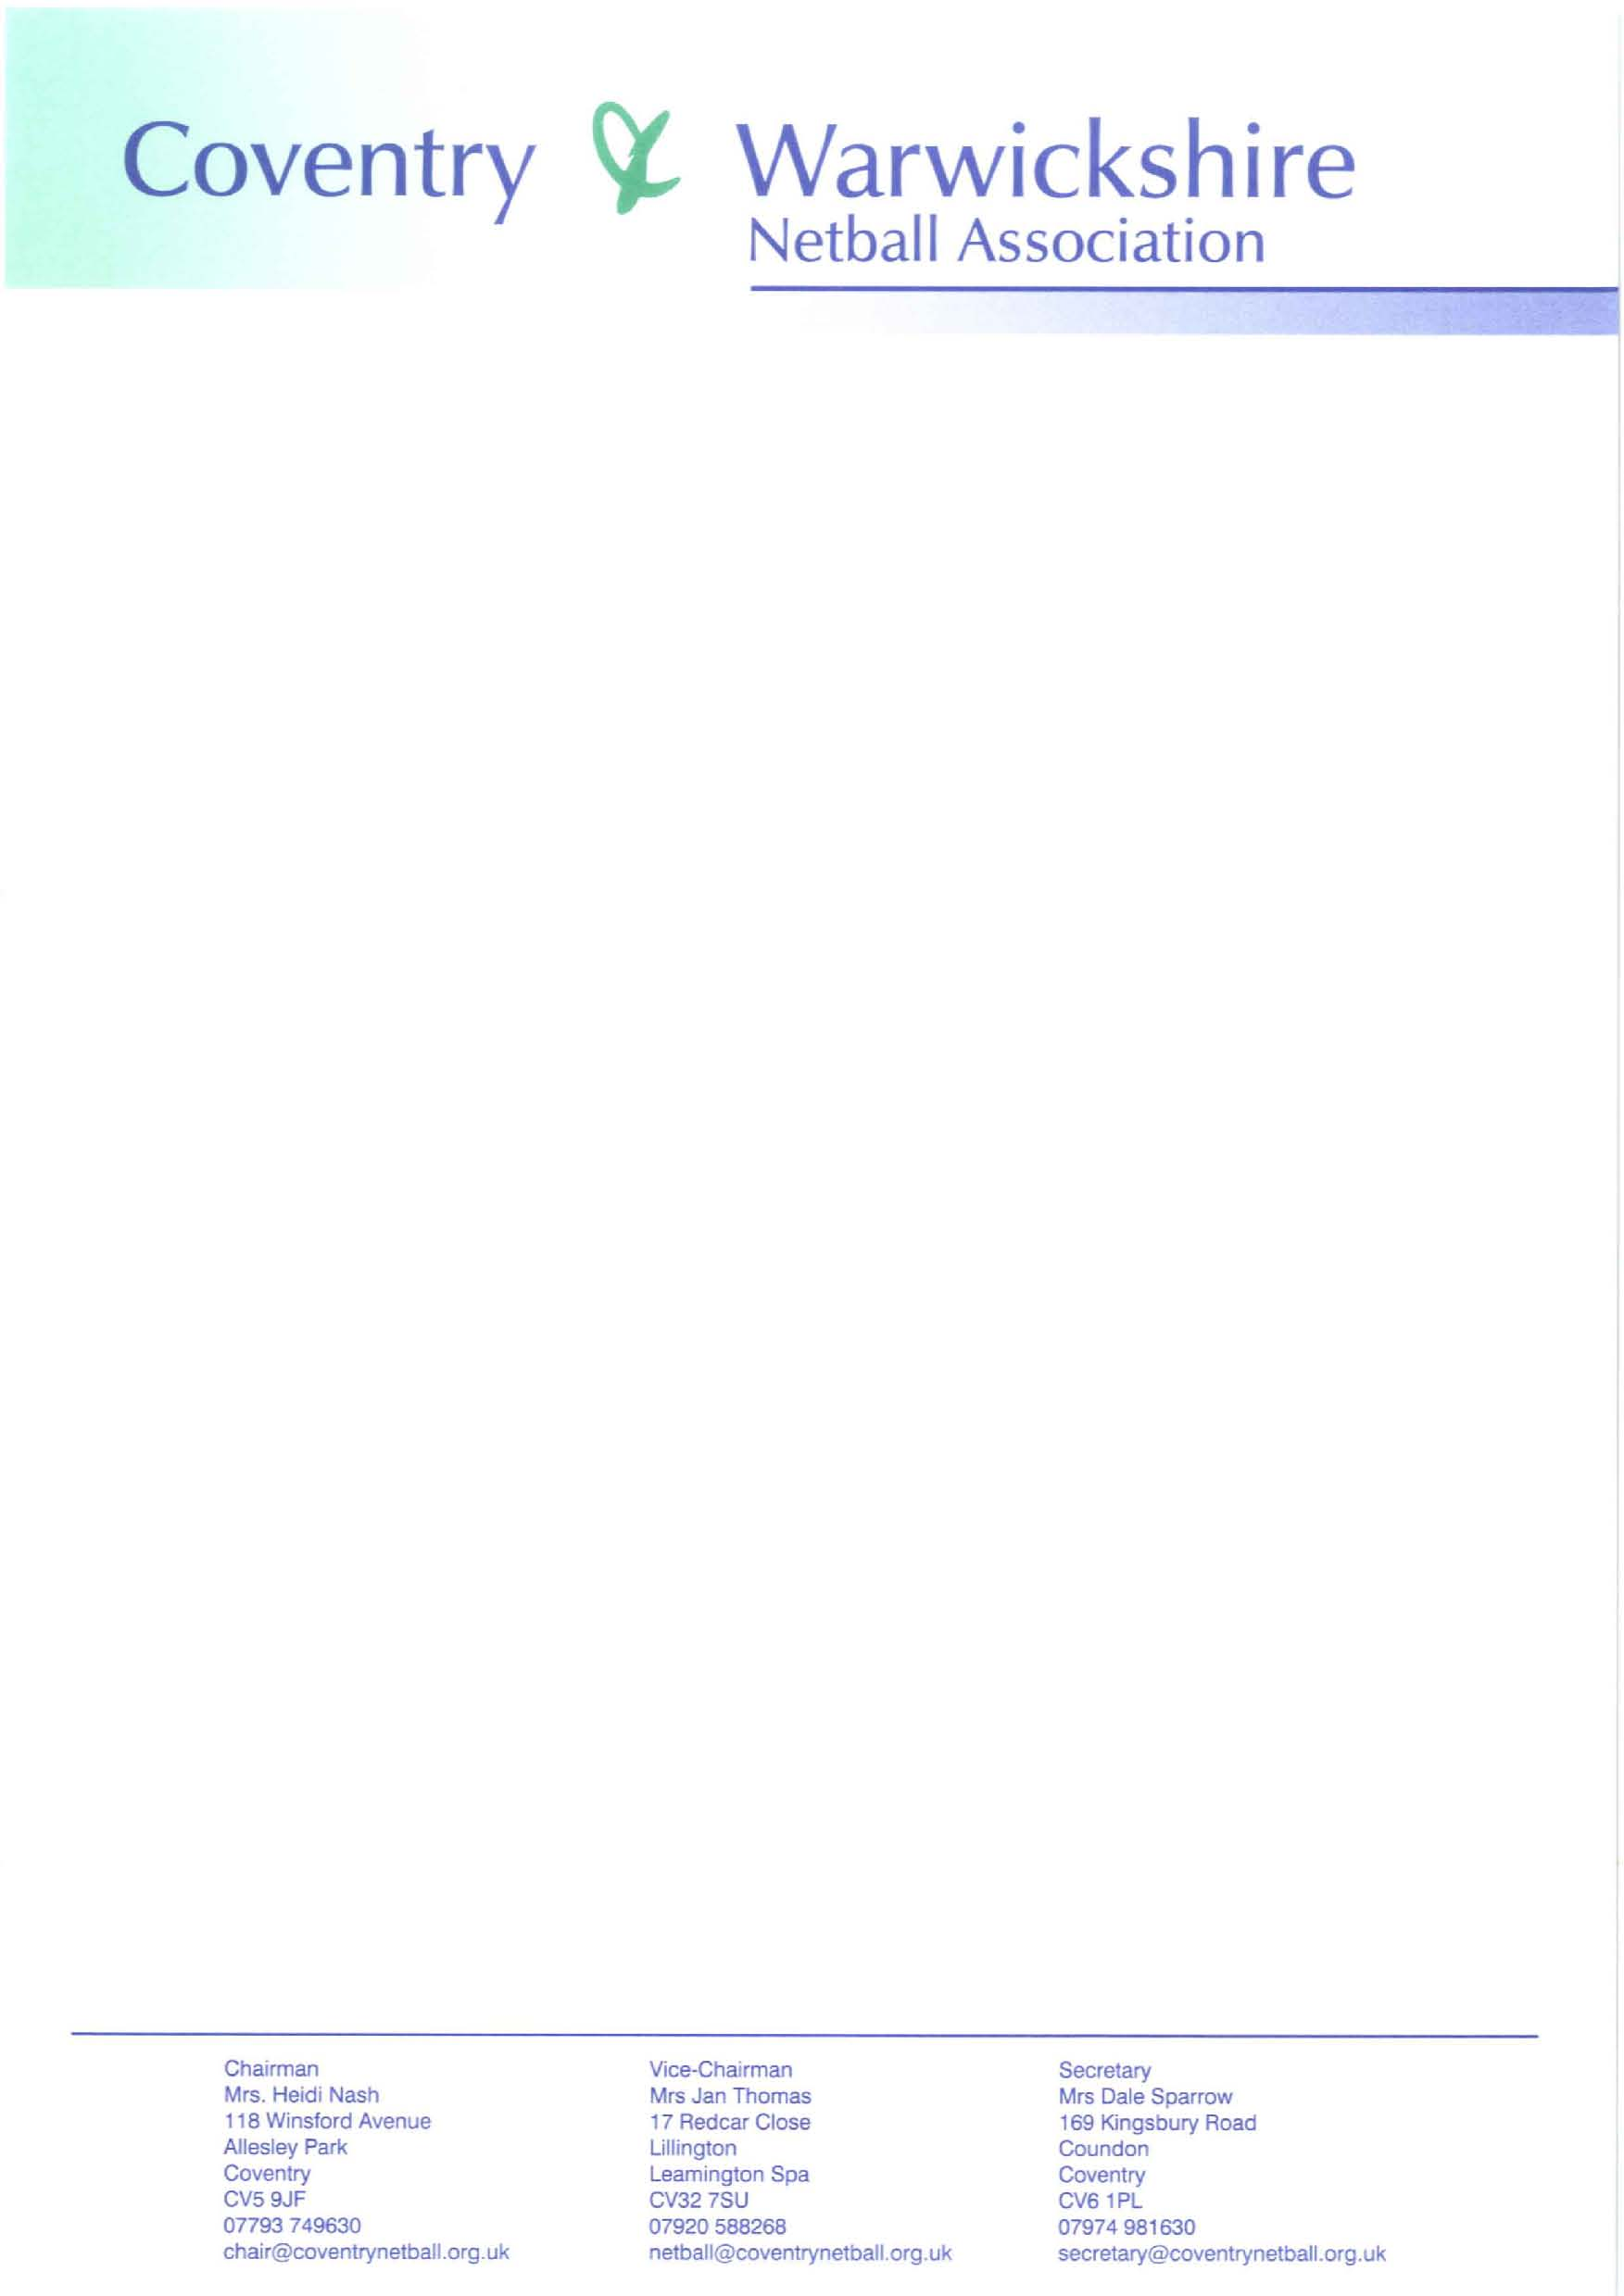 Coventry & Warwickshire
Netball Association
Chairman
Mrs. Heidi Nash
118 Winsford Avenue
Allesley Park
Coventry
CV5 9JF
07793 749630
chair@coventrynetball.org.uk
Vice-Chairman
Mrs Jan Thomas
17 Redcar Close
Lillington
Leamington Spa
CV32 7SU
07920 588268
netball@coventrynetball.org.uk
Secretary
Mrs Dale Sparrow
169 Kingsbury Road
Coundon
Coventry
CV6 1PL
07974 981630
secretary@coventrynetball.org.uk